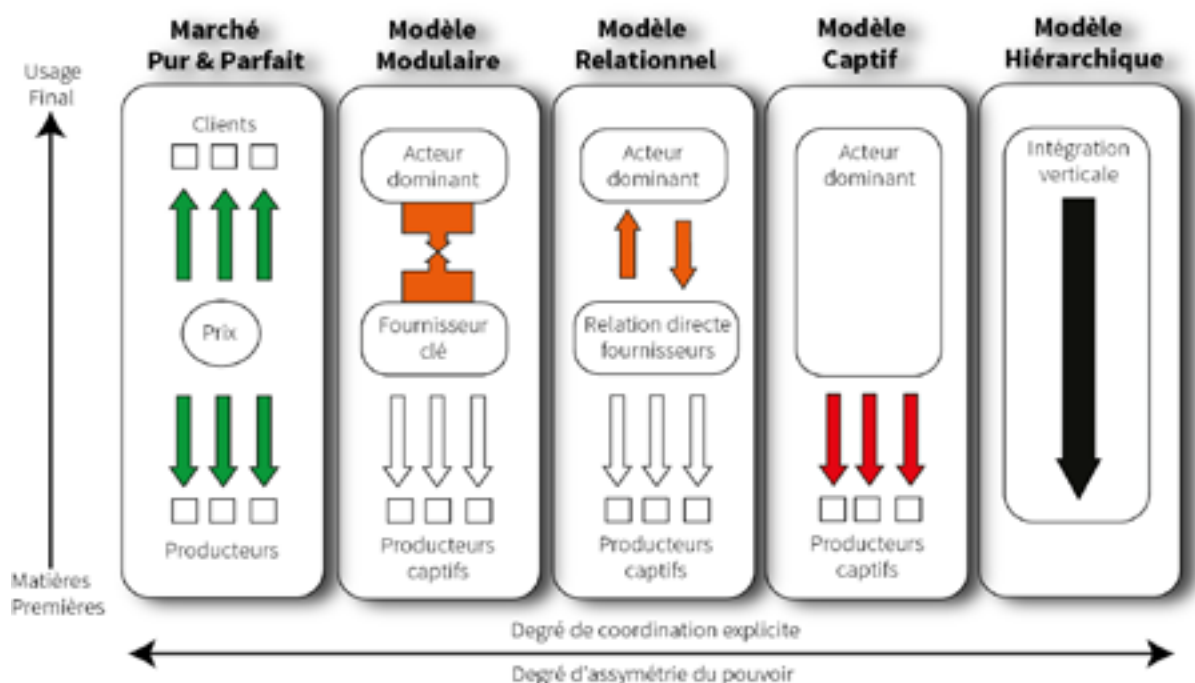 Marché
Pur & Parfait
Modèle
Modulaire
Modèle
Relationnel
Modèle
Captif
Modèle
Hiérarchique
Usage
Final
Clients
Prix
Producteurs
Acteur
dominant
Fournisseur
clé
Producteurs
captifs
Acteur
dominant
Relation directe
fournisseurs
Producteurs
captifs
Acteur
dominant
Producteurs
captifs
Intégration
verticale
Matières
Premières
Degré de coordination explicite
Degré d'assymétrie du pouvoir